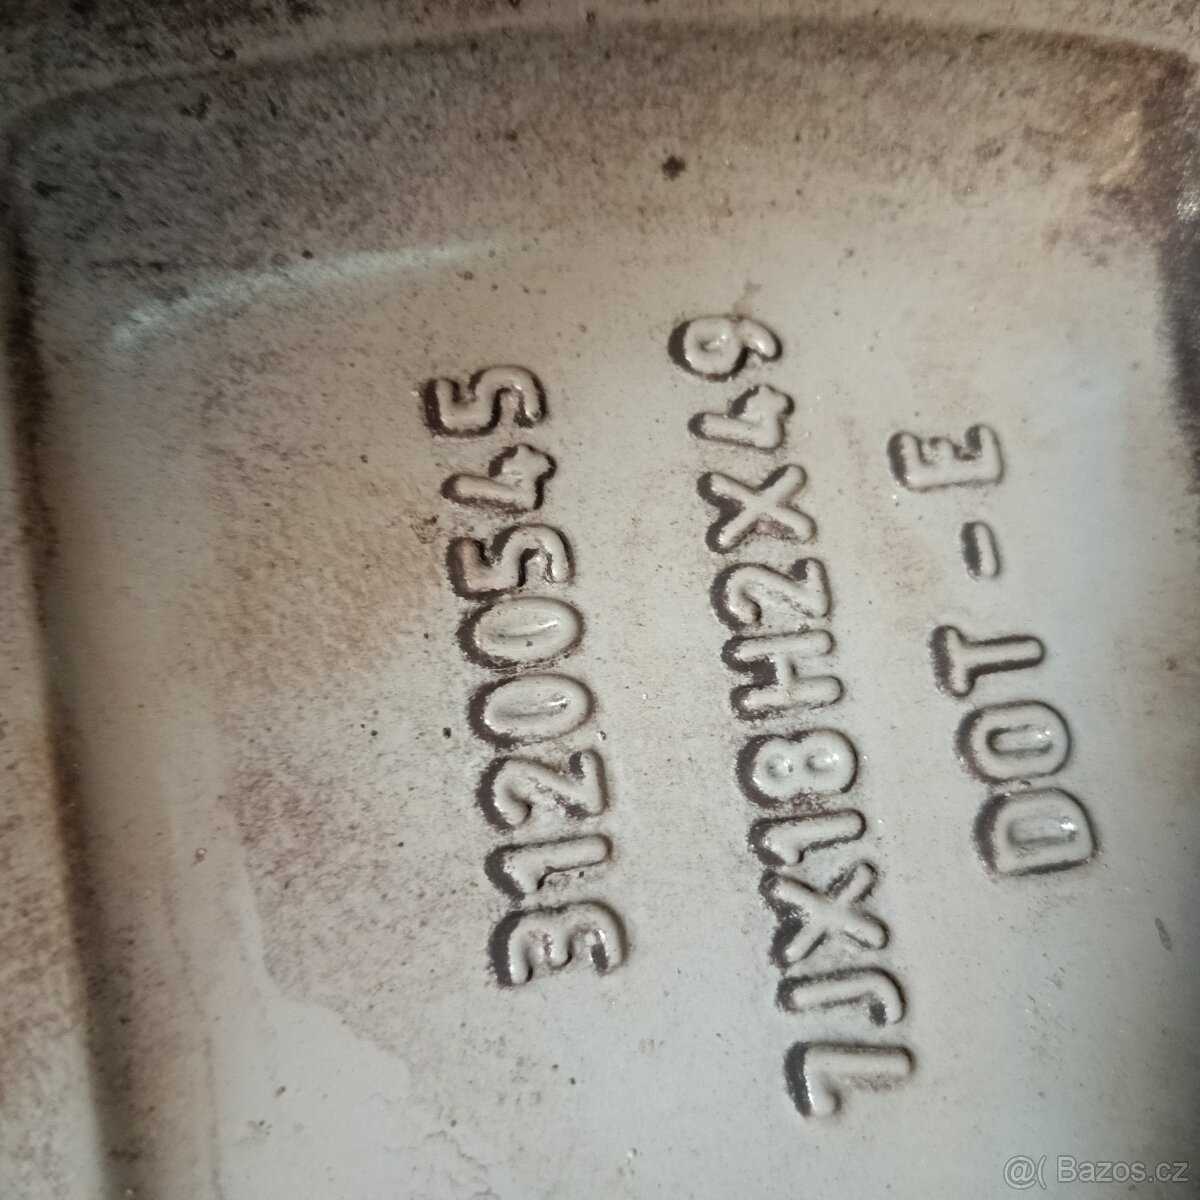 31200545
7JX18H2X49
DOT-E
@( Bazos.cz